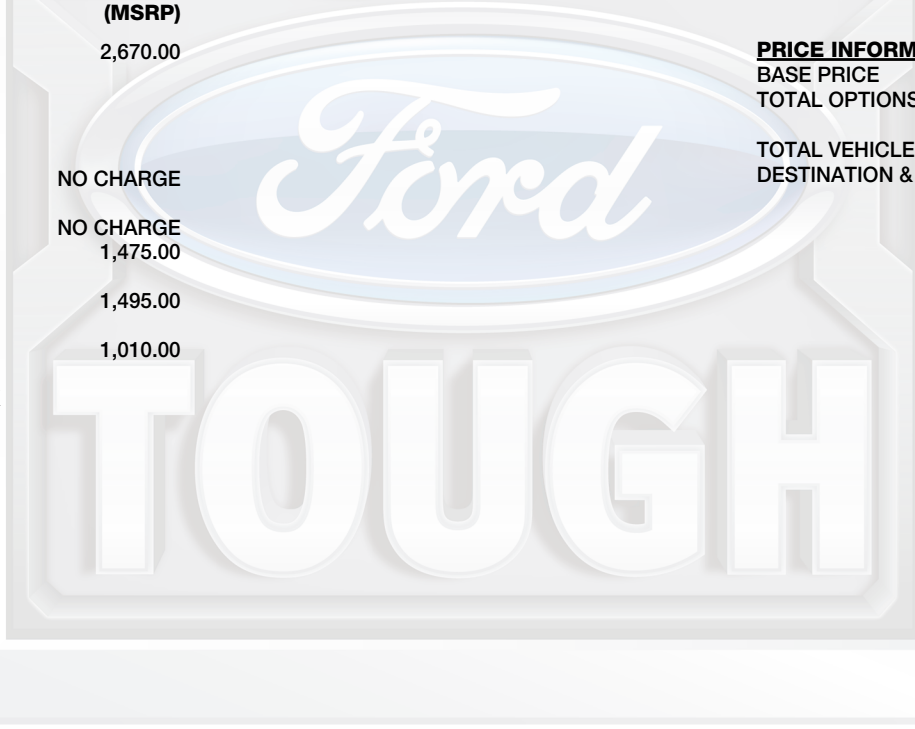 (MSRP)
2,670.00
NO CHARGE
NO CHARGE
1,475.00
1,495.00
1,010.00
PRICE INFORM
BASE PRICE
TOTAL OPTIONS
TOTAL VEHICLE
DESTINATION &
Ford
TOUGH